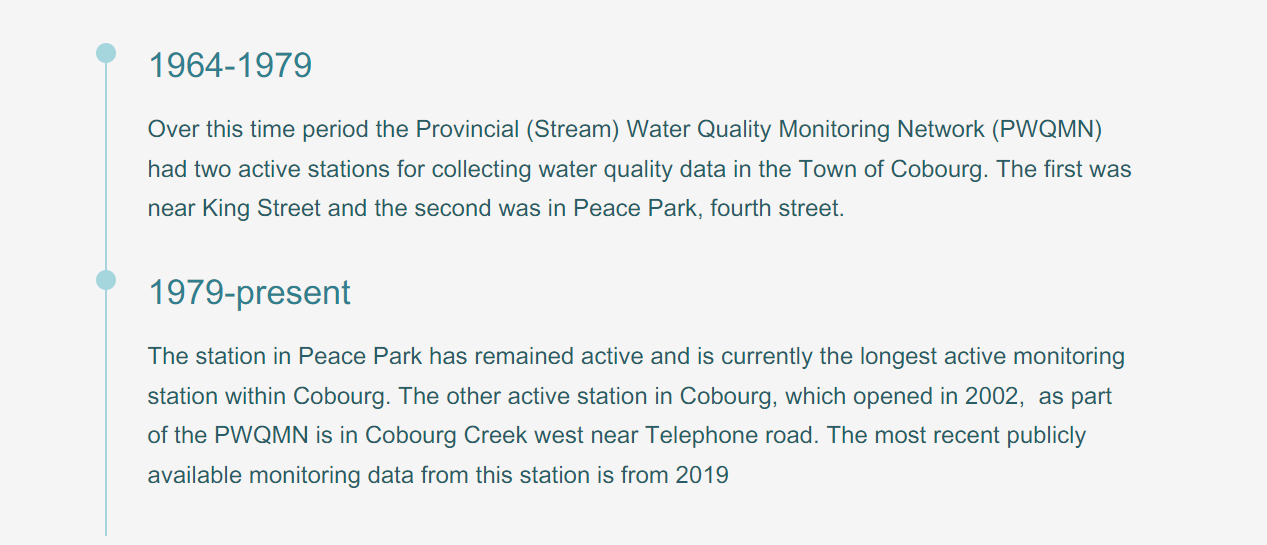 1964-1979
Over this time period the Provincial (Stream) Water Quality Monitoring Network (PWQMN)
had two active stations for collecting water quality data in the Town of Cobourg. The first was
near King Street and the second was in Peace Park, fourth street.
1979-present
The station in Peace Park has remained active and is currently the longest active monitoring
station within Cobourg. The other active station in Cobourg, which opened in 2002,  as part
of the PWQMN is in Cobourg Creek west near Telephone road. The most recent publicly
available monitoring data from this station is from 2019